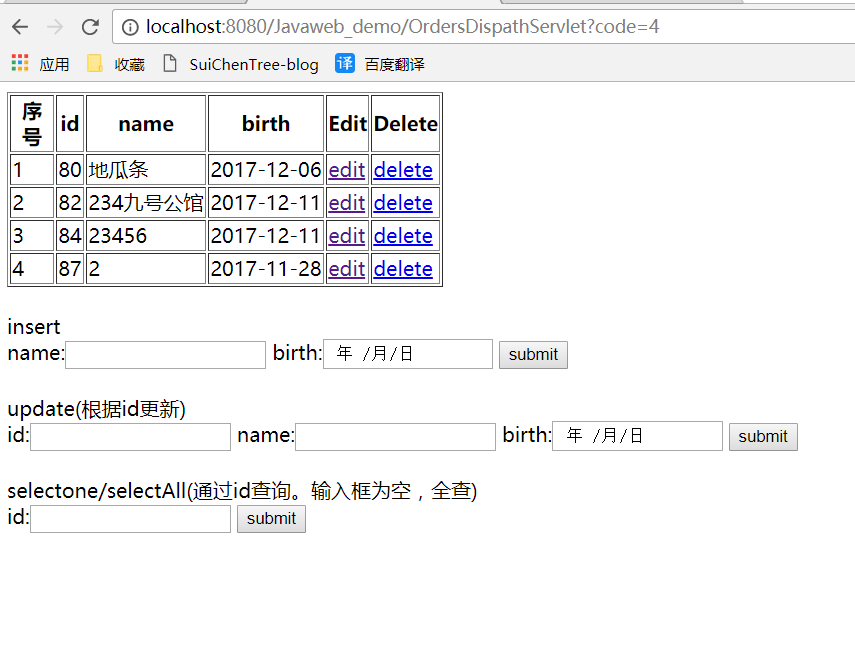 localhost:8080/Javaweb_demo/OrdersDispathServlet?code=4
应用 收藏 SuiChenTree-blog 译 百度翻译
序号 id name birth Edit Delete
1 80 地瓜条 2017-12-06 edit delete
2 82 234九号公馆 2017-12-11 edit delete
3 84 23456 2017-12-11 edit delete
4 87 2 2017-11-28 edit delete
insert
name: birth: 年 /月/日 submit
update(根据id更新)
id: name: birth: 年 /月/日 submit
selectone/selectAll(通过id查询。输入框为空，全查)
id: submit